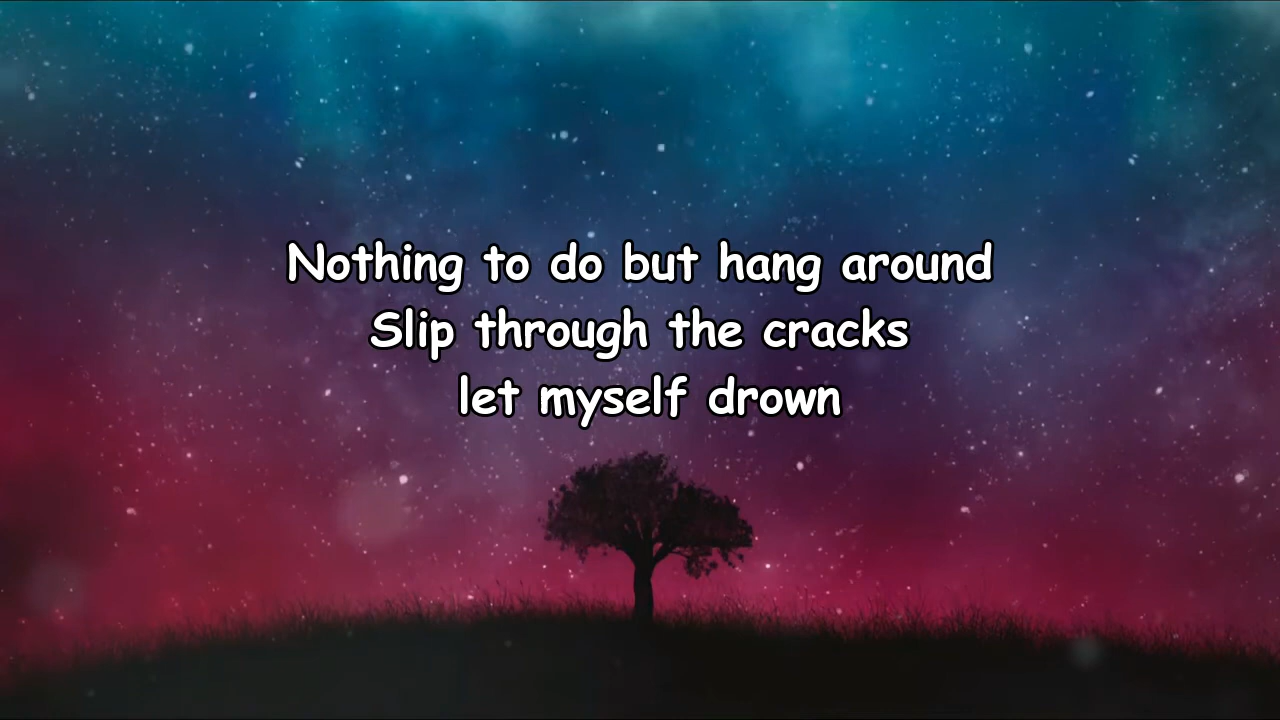 Nothing to do but hang around
Slip through the cracks
let myself drown